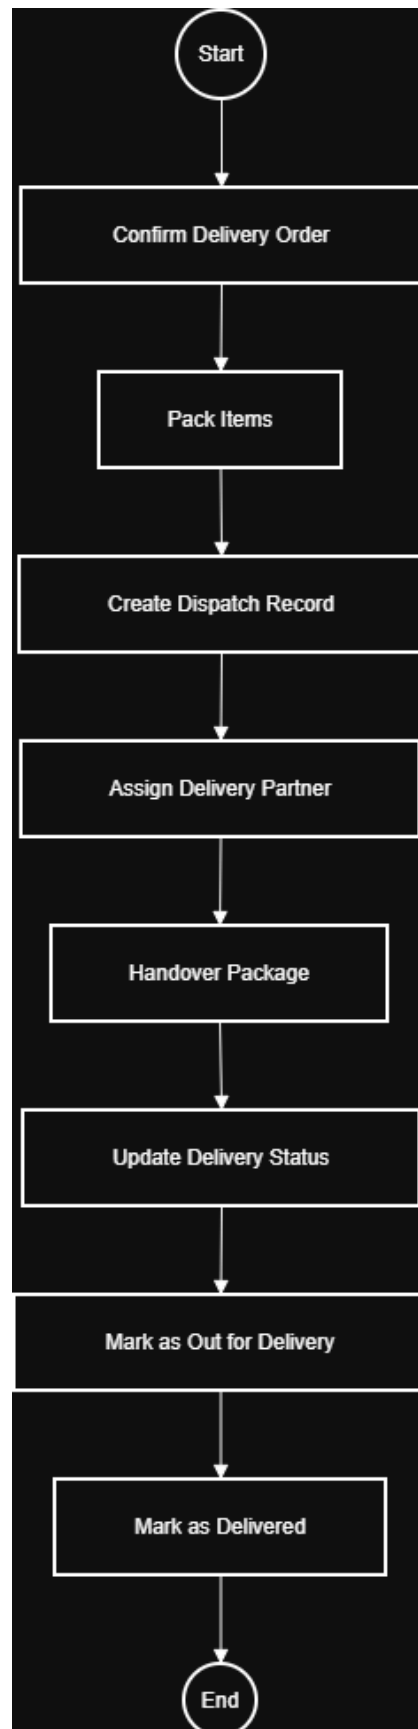 Start
Confirm Delivery Order
Pack Items
Create Dispatch Record
Assign Delivery Partner
Handover Package
Update Delivery Status
Mark as Out for Delivery
Mark as Delivered
End